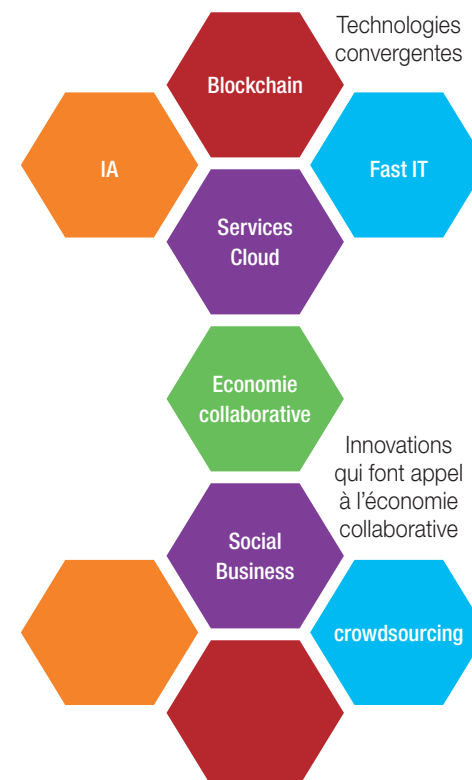 Technologies
convergentes
Blockchain
IA
Fast IT
Services
Cloud
Economie
collaborative
Innovations
qui font appel
à l’économie
collaborative
Social
Business
crowdsourcing